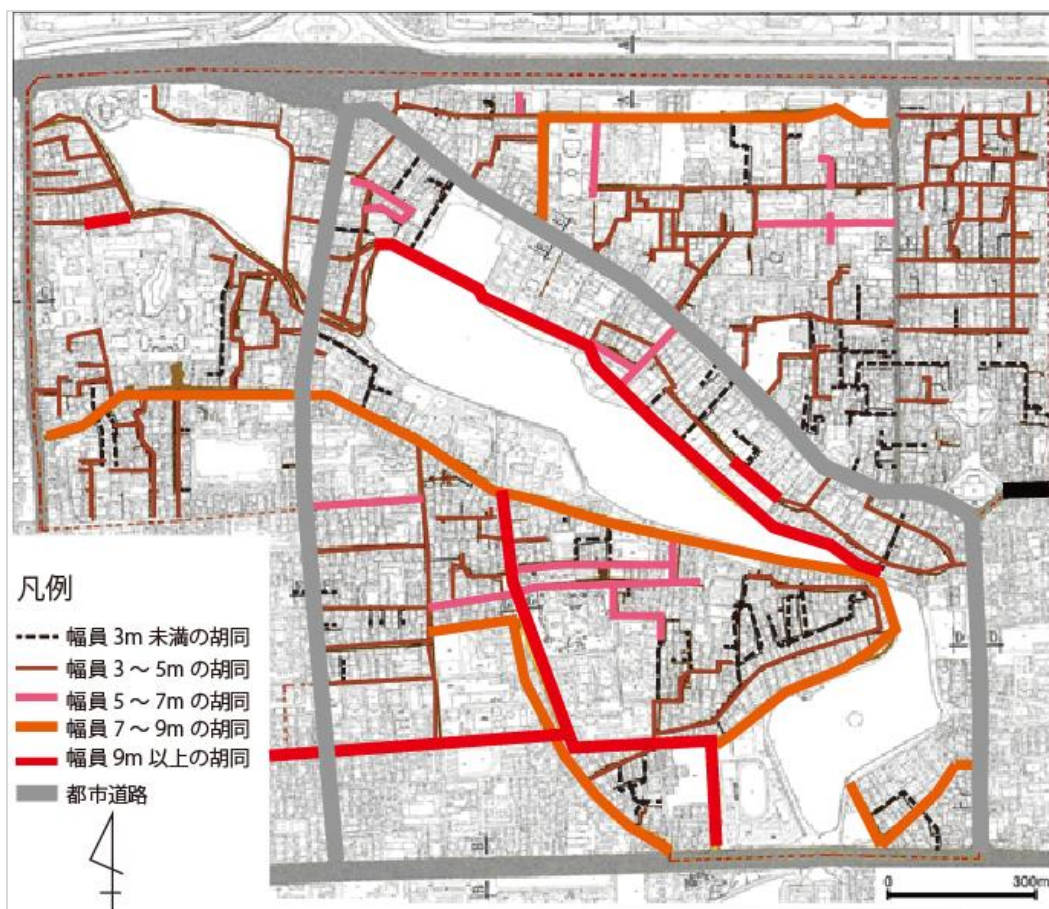 凡例
幅員 3m 未満の胡同
幅員 3 ～ 5m の胡同
幅員 5 ～ 7m の胡同
幅員 7 ～ 9m の胡同
幅員 9m 以上の胡同
都市道路
0 300m
A
A
B
B
D D